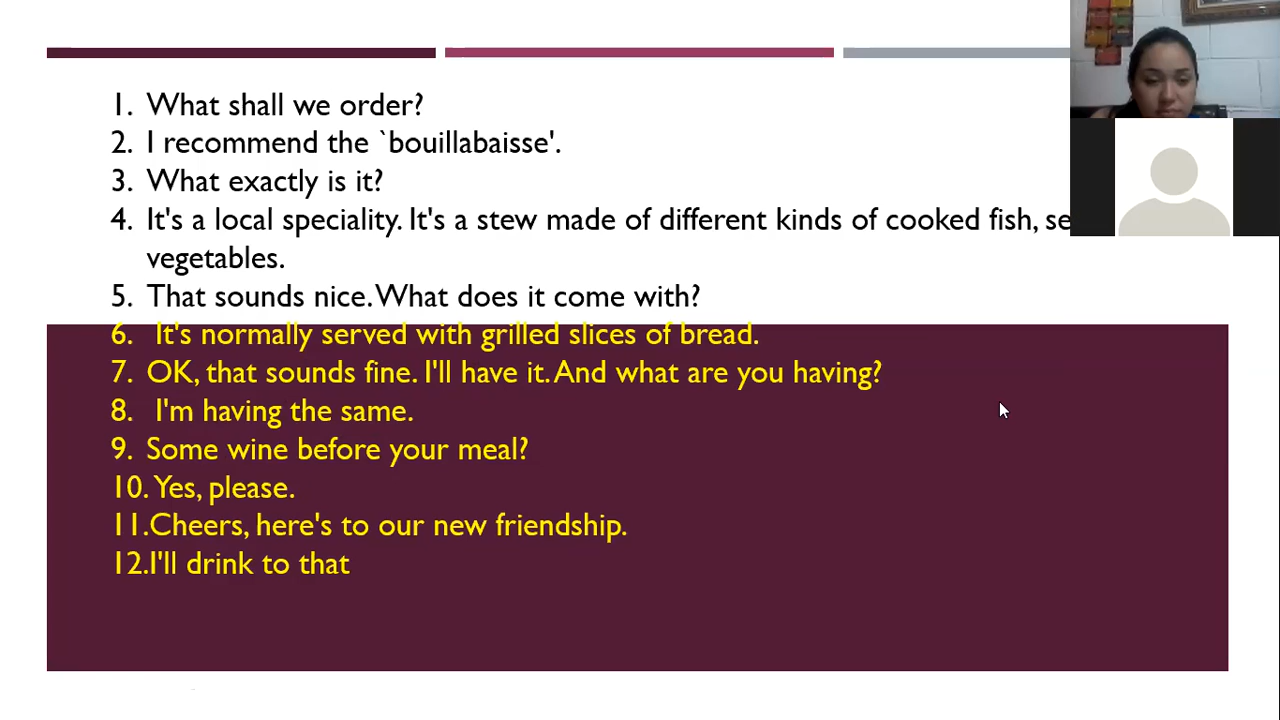 1. What shall we order?
2. I recommend the `bouillabaisse'.
3. What exactly is it?
4. It's a local speciality. It's a stew made of different kinds of cooked fish,
vegetables.
5. That sounds nice. What does it come with?
6. It's normally served with grilled slices of bread.
7. OK, that sounds fine. I'll have it. And what are you having?
8. I'm having the same.
9. Some wine before your meal?
10. Yes, please.
11.Cheers, here's to our new friendship.
12.I'll drink to that